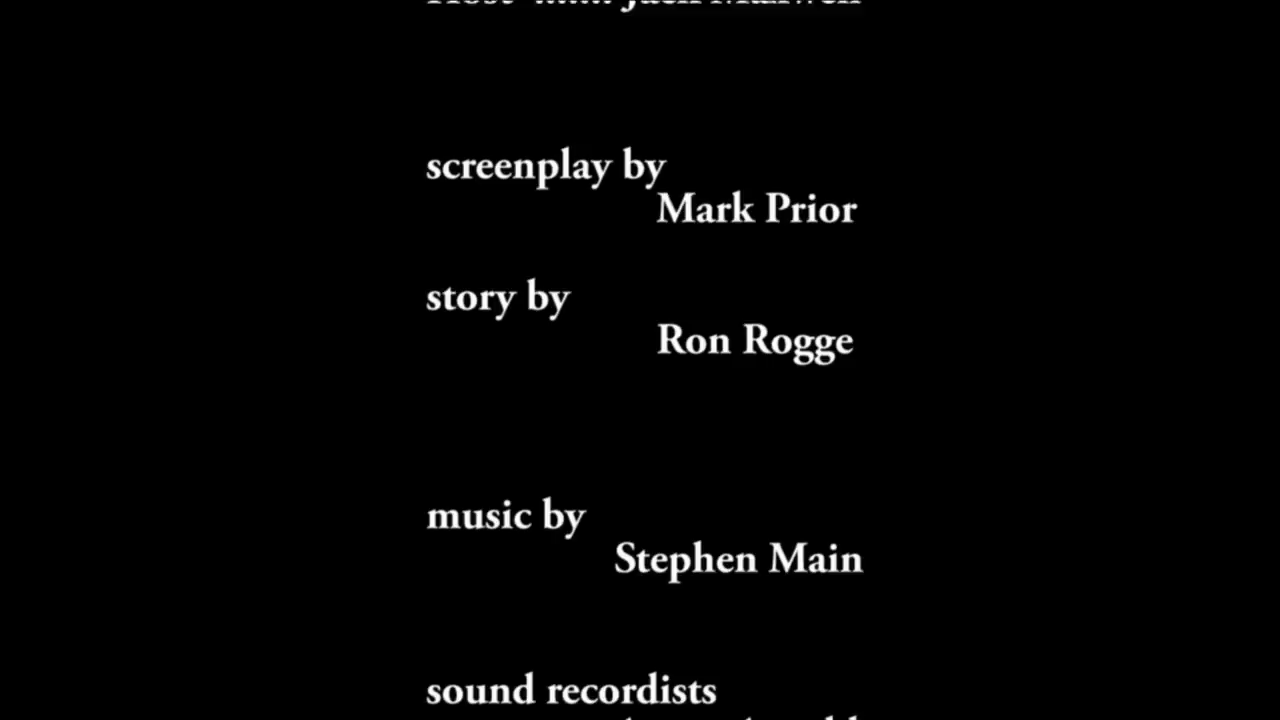 screenplay by
Mark Prior
story by
Ron Rogge
music by
Stephen Main
sound recordists